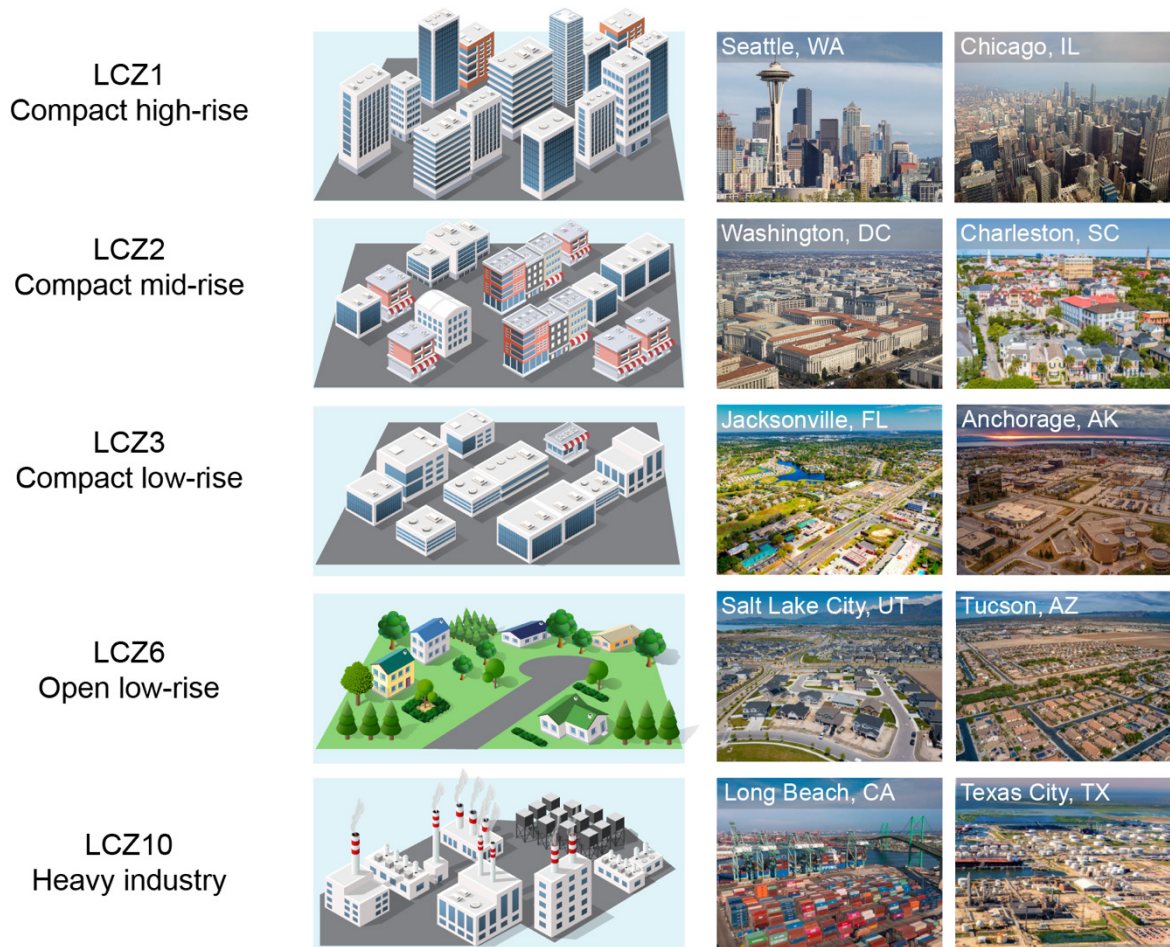 LCZ1
Compact high-rise
Seattle, WA
Chicago, IL
LCZ2
Compact mid-rise
Washington, DC
Charleston, SC
LCZ3
Compact low-rise
Jacksonville, FL
Anchorage, AK
LCZ6
Open low-rise
Salt Lake City, UT
Tucson, AZ
LCZ10
Heavy industry
Long Beach, CA
Texas City, TX